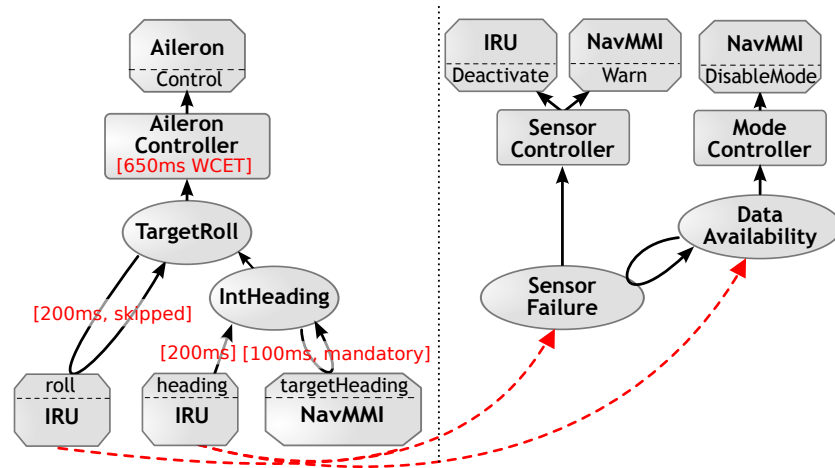 Aileron
Control
Aileron
Controller
[650ms WCET]
TargetRoll
IntHeading
[200ms, skipped]
[200ms]
[100ms, mandatory]
roll
IRU
heading
IRU
targetHeading
NavMMI
IRU
Deactivate
NavMMI
Warn
NavMMI
DisableMode
Sensor
Controller
Mode
Controller
Data
Availability
Sensor
Failure